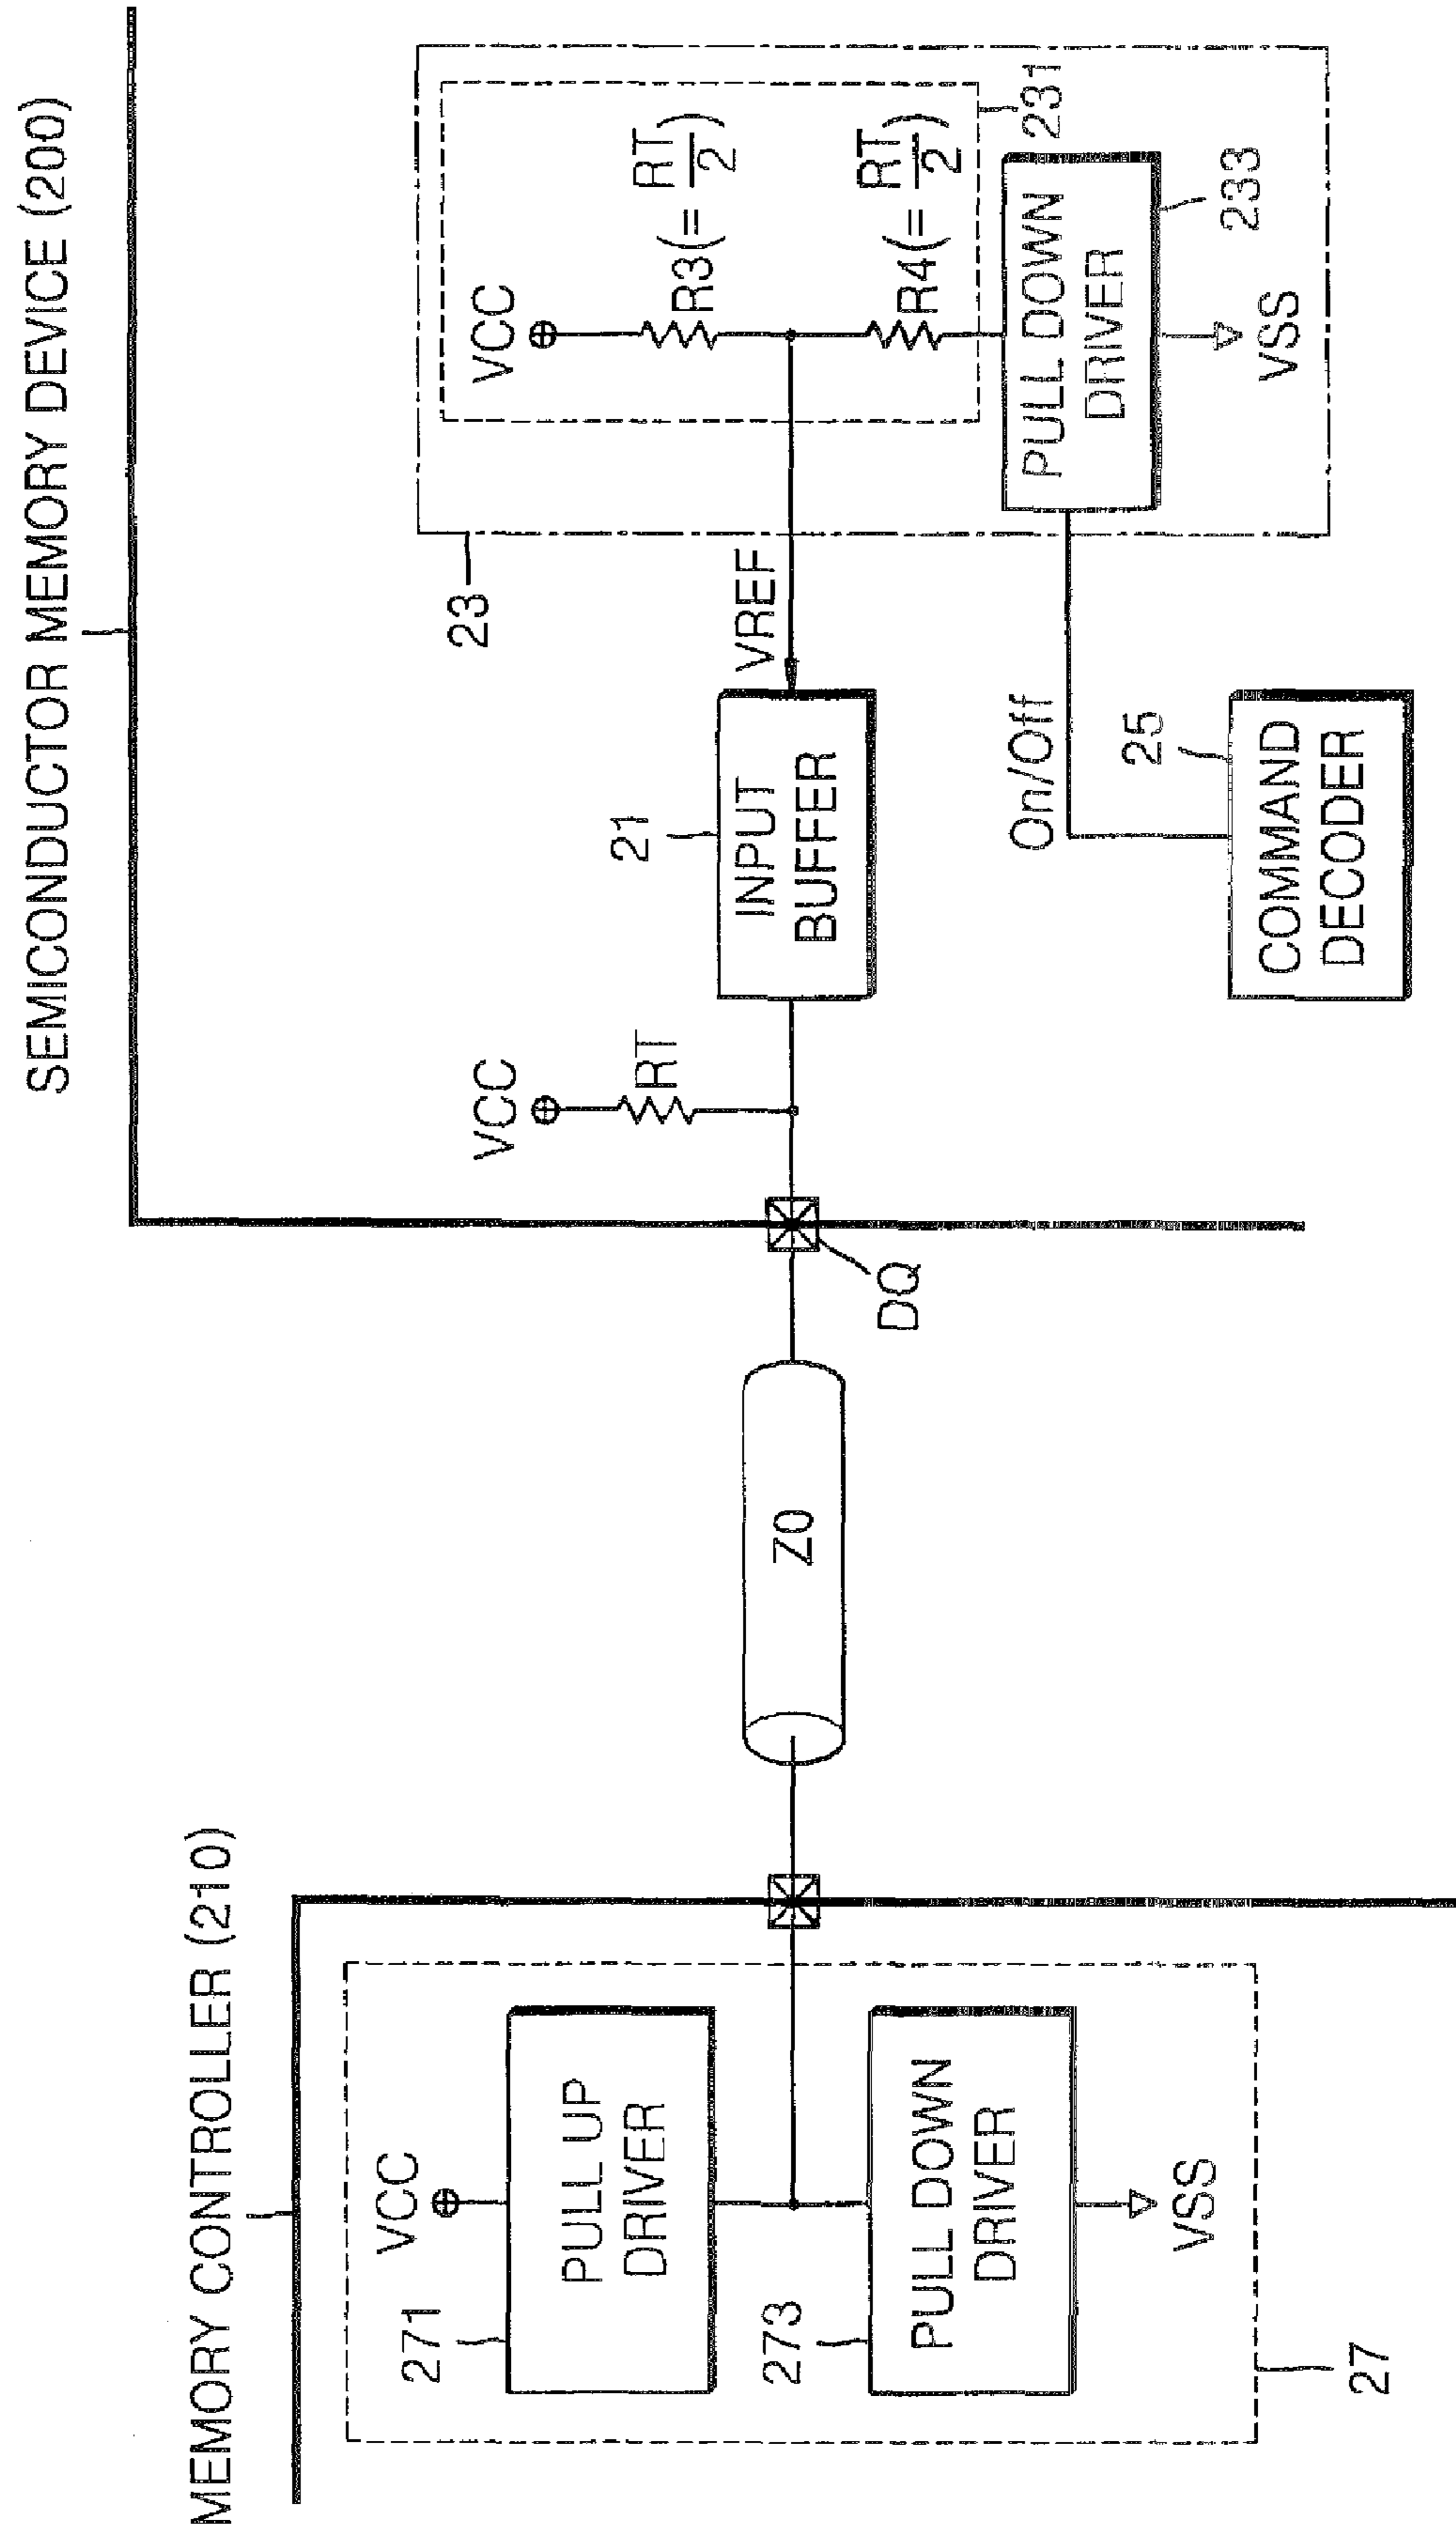 SEMICONDUCTOR MEMORY DEVICE (200)
MEMORY CONTROLLER (210)
VCC
271
PULL UP
DRIVER
273
PULL DOWN
DRIVER
VSS
27
Z0
DQ
VCC
RT
21
INPUT
BUFFER
VREF
23
VCC
R3(= RT/2)
R4(= RT/2)
231
PULL DOWN
DRIVER
233
VSS
On/Off
25
COMMAND
DECODER